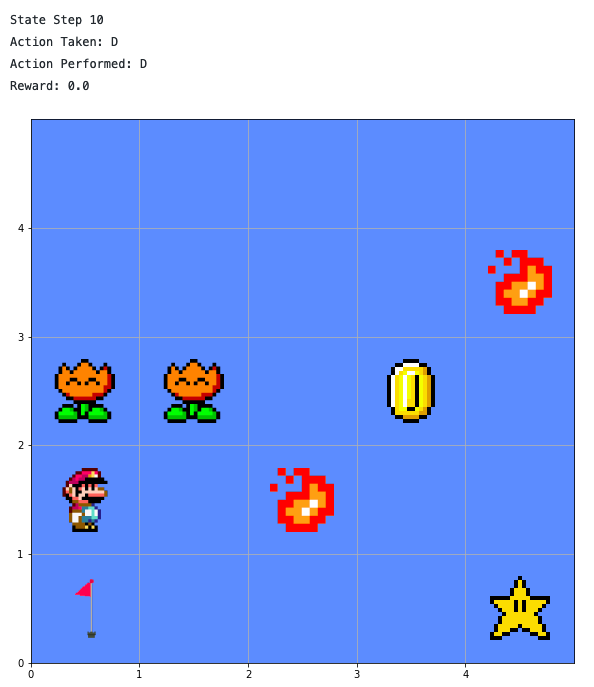 State Step 10
Action Taken: D
Action Performed: D
Reward: 0.0
4
3
2
1
0
0 1 2 3 4